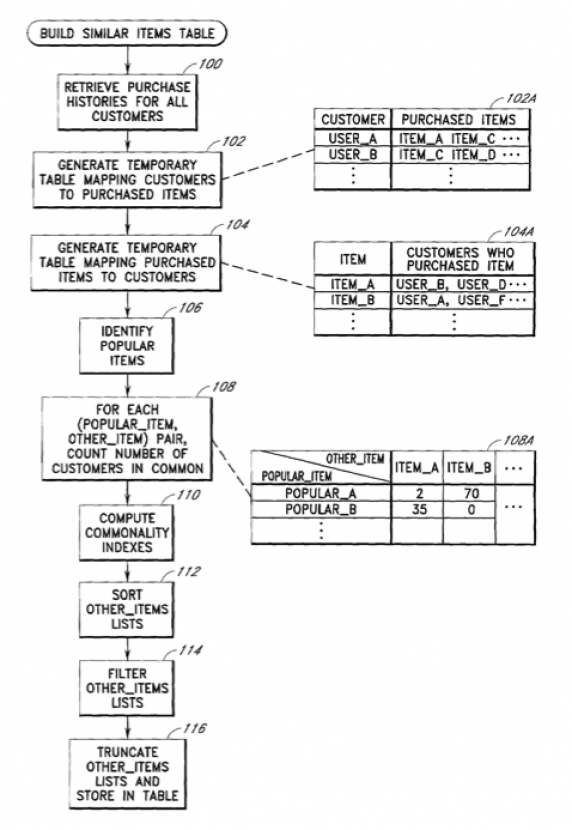 BUILD SIMILAR ITEMS TABLE
100
RETRIEVE PURCHASE
HISTORIES FOR ALL
CUSTOMERS
102
GENERATE TEMPORARY
TABLE MAPPING CUSTOMERS
TO PURCHASED ITEMS
102A
CUSTOMER PURCHASED ITEMS
USER_A ITEM_A ITEM_C ···
USER_B ITEM_C ITEM_D ···
⋮ ⋮
104
GENERATE TEMPORARY
TABLE MAPPING PURCHASED
ITEMS TO CUSTOMERS
104A
ITEM CUSTOMERS WHO
PURCHASED ITEM
ITEM_A USER_B, USER_D···
ITEM_B USER_A, USER_F···
⋮ ⋮
106
IDENTIFY
POPULAR
ITEMS
108
FOR EACH
(POPULAR_ITEM,
OTHER_ITEM) PAIR,
COUNT NUMBER OF
CUSTOMERS IN COMMON
108A
OTHER_ITEM
POPULAR_ITEM
ITEM_A ITEM_B ···
POPULAR_A 2 70
POPULAR_B 35 0 ···
⋮
110
COMPUTE
COMMONALITY
INDEXES
112
SORT
OTHER_ITEMS
LISTS
114
FILTER
OTHER_ITEMS
LISTS
116
TRUNCATE
OTHER_ITEMS
LISTS AND
STORE IN TABLE